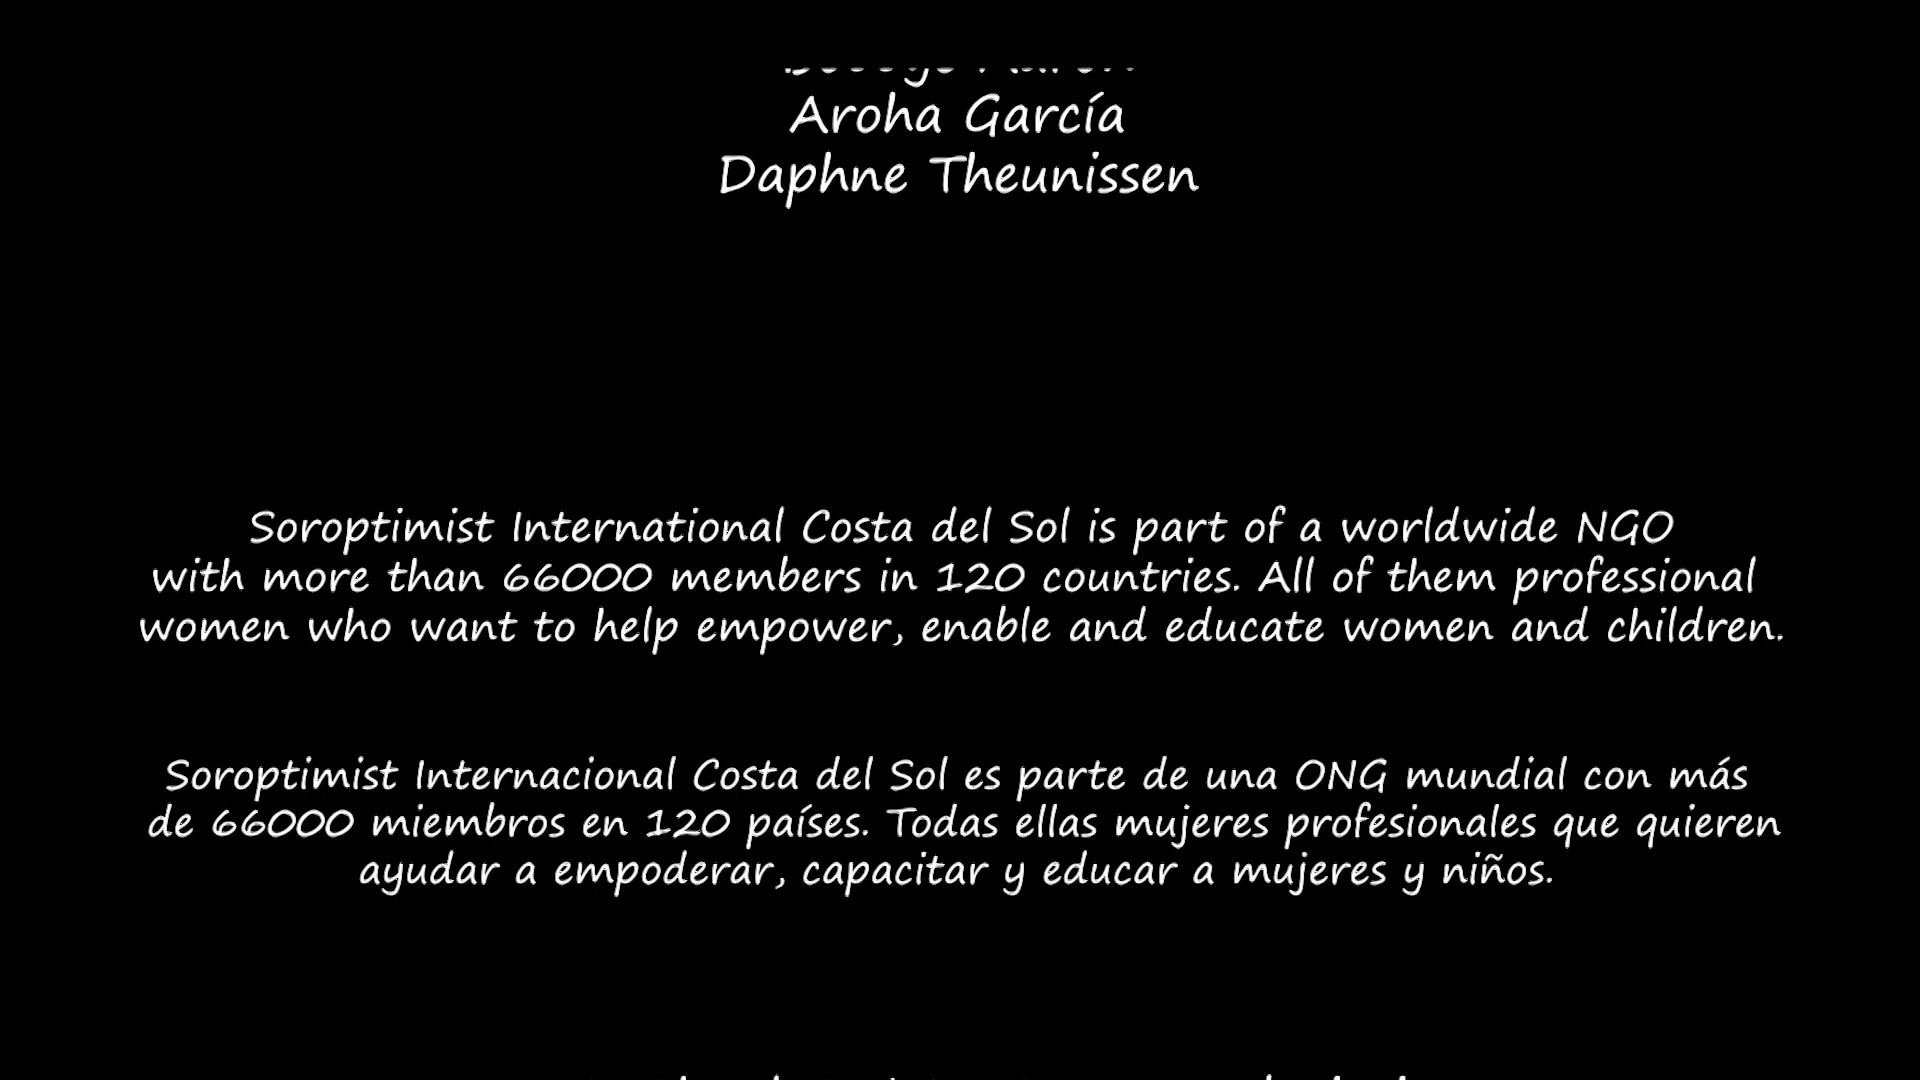 Aroha García
Daphne Theunissen
Soroptimist International Costa del Sol is part of a worldwide NGO
with more than 66000 members in 120 countries. All of them professional
women who want to help empower, enable and educate women and children.
Soroptimist Internacional Costa del Sol es parte de una ONG mundial con más
de 66000 miembros en 120 países. Todas ellas mujeres profesionales que quieren
ayudar a empoderar, capacitar y educar a mujeres y niños.